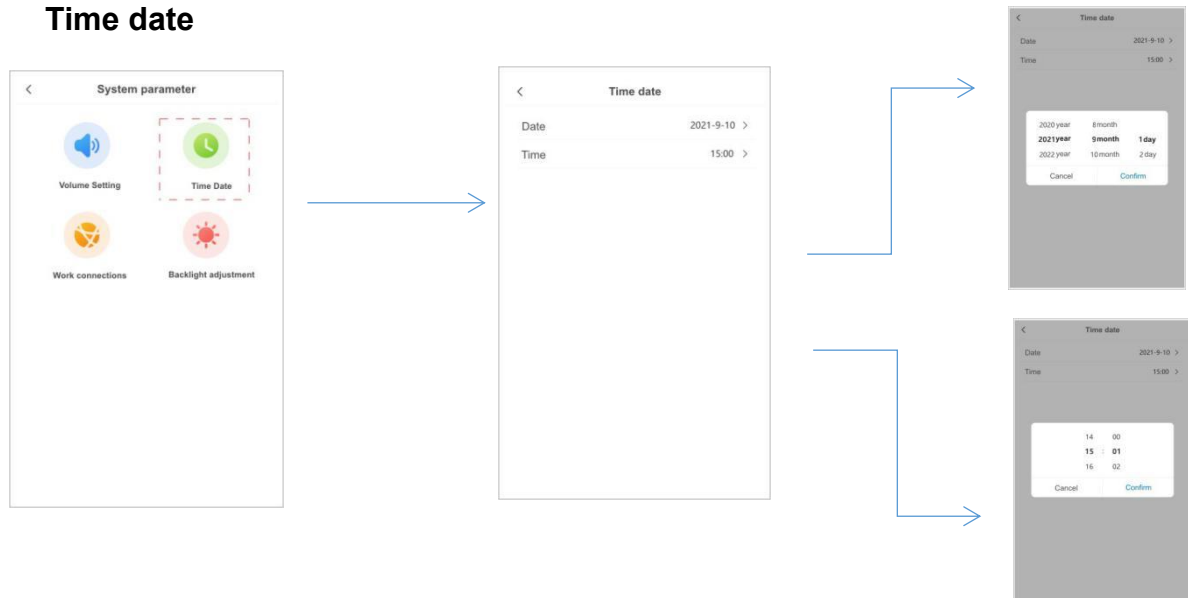 Time date
System parameter
Volume Setting
Time Date
Work connections
Backlight adjustment
Time date
Date 2021-9-10
Time 15:00
Time date
Date 2021-9-10
Time 15:00
2020 year 8month
2021year 9month 1day
2022 year 10month 2 day
Cancel Confirm
Time date
Date 2021-9-10
Time 15:00
14 00
15 : 01
16 02
Cancel Confirm